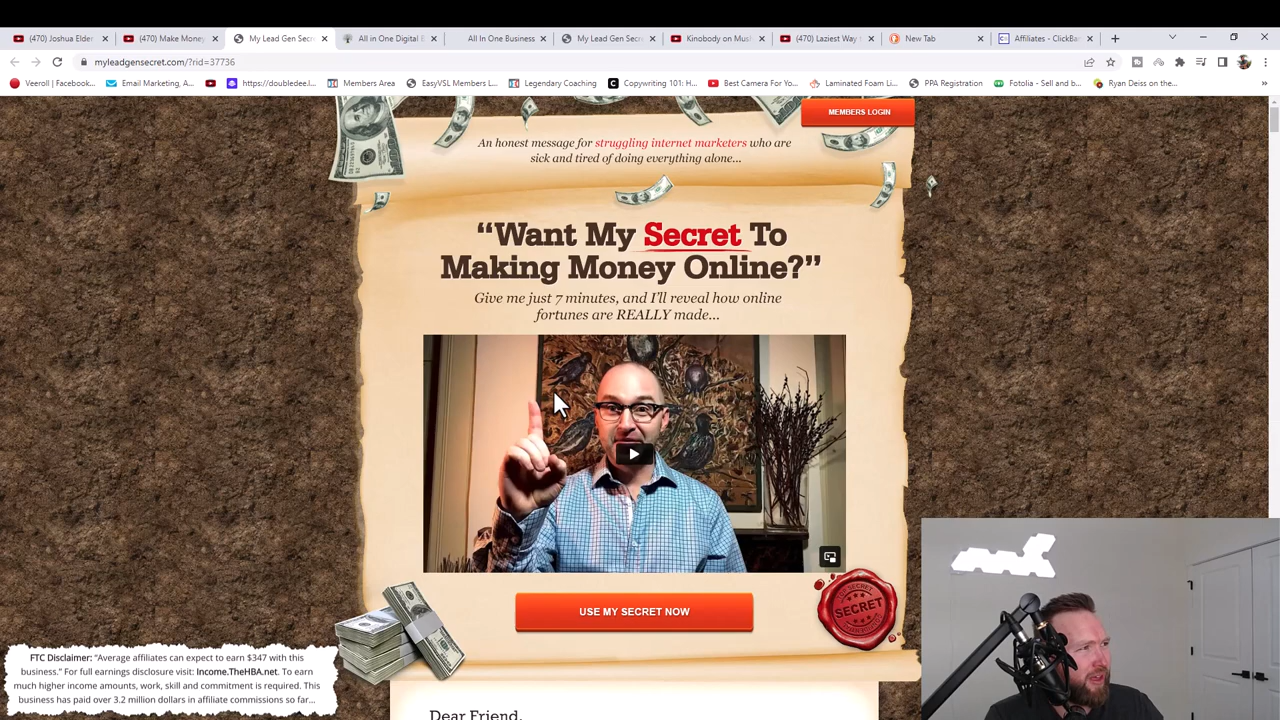 (470) Joshua Elder
(470) Make Money
My Lead Gen Secr
All in One Digital B
All In One Business
My Lead Gen Secr
Kinobody on Mus
(470) Laziest Way t
New Tab
Affiliates - ClickBan
myleadgensecret.com/?rid=37736
Veeroll | Facebook...
Email Marketing, A...
https://doubledee.l...
Members Area
EasyVSL Members L...
Legendary Coaching
Copywriting 101: H...
Best Camera For Yo...
Laminated Foam Li...
PPA Registration
Fotolia - Sell and b...
Ryan Deiss on the...
MEMBERS LOGIN
An honest message for struggling internet marketers who are
sick and tired of doing everything alone...
“Want My Secret To
Making Money Online?”
Give me just 7 minutes, and I'll reveal how online
fortunes are REALLY made...
USE MY SECRET NOW
SECRET
FTC Disclaimer: “Average affiliates can expect to earn $347 with this
business.” For full earnings disclosure visit: Income.TheHBA.net. To earn
much higher income amounts, work, skill and commitment is required. This
business has paid over 3.2 million dollars in affiliate commissions so far...
Dear Friend,